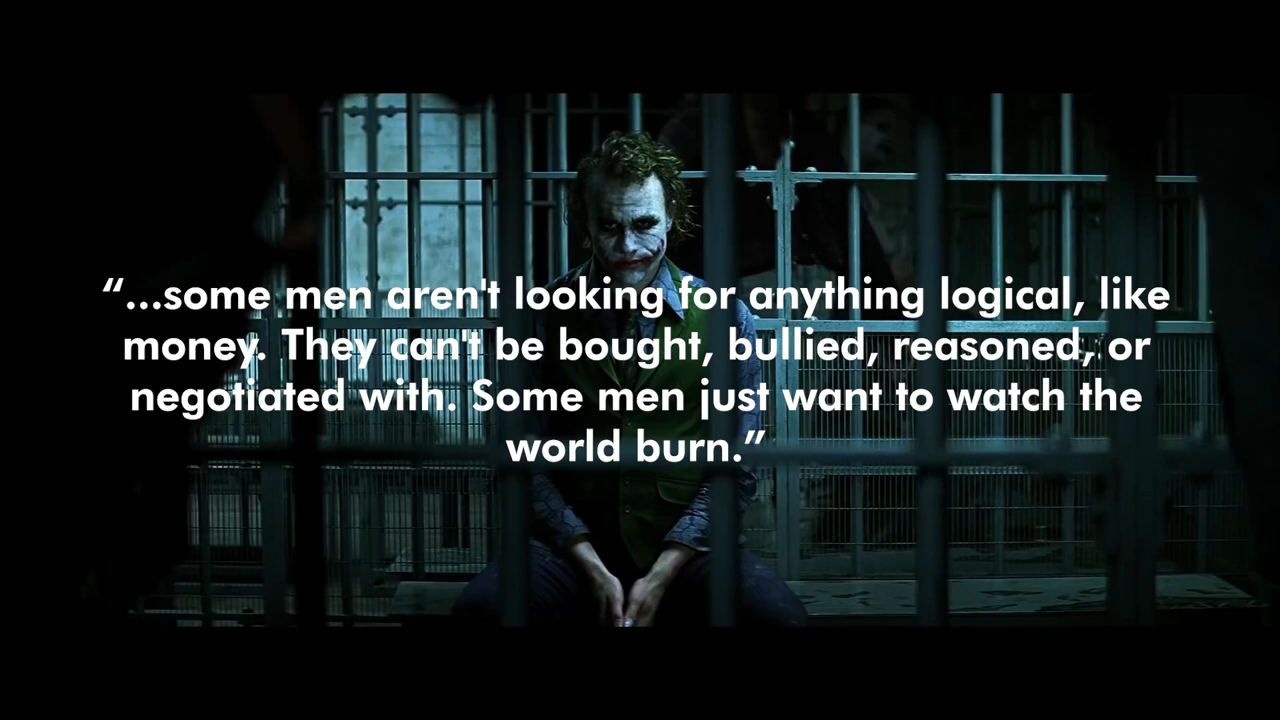 “...some men aren't looking for anything logical, like
money. They can't be bought, bullied, reasoned, or
negotiated with. Some men just want to watch the
world burn.”